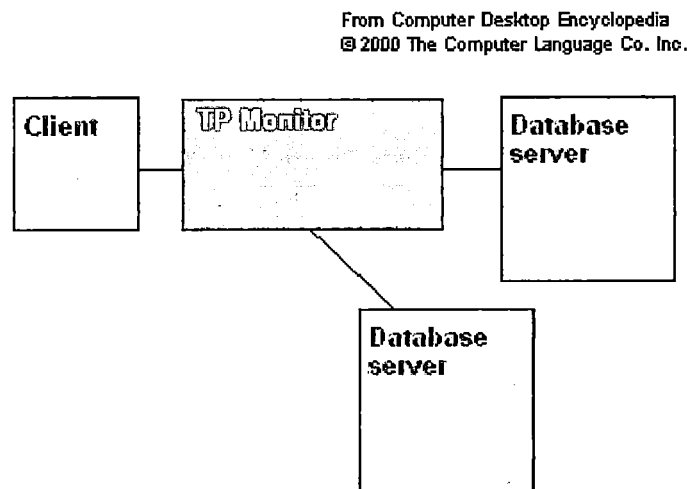 From Computer Desktop Encyclopedia
© 2000 The Computer Language Co. Inc.
Client
TP Monitor
Database
server
Database
server